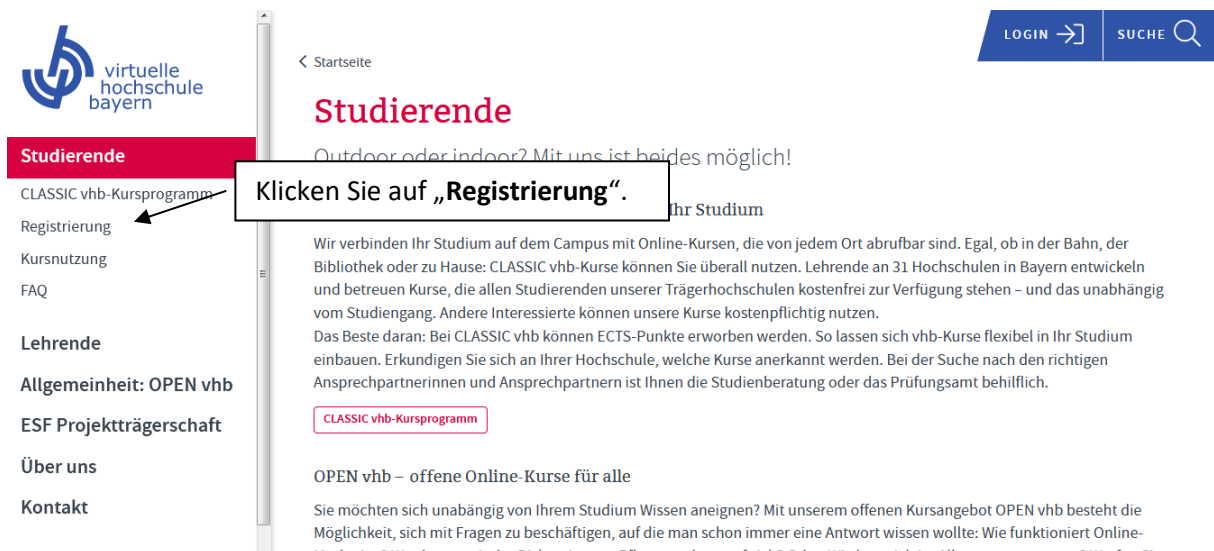 virtuelle
hochschule
bayern
LOGIN
SUCHE
Startseite
Studierende
Outdoor oder indoor? Mit uns ist beides möglich!
Studierende
CLASSIC vhb-Kursprogramm
Registrierung
Kursnutzung
FAQ
Lehrende
Allgemeinheit: OPEN vhb
ESF Projektträgerschaft
Über uns
Kontakt
Klicken Sie auf „Registrierung“.
Ihr Studium
Wir verbinden Ihr Studium auf dem Campus mit Online-Kursen, die von jedem Ort abrufbar sind. Egal, ob in der Bahn, der
Bibliothek oder zu Hause: CLASSIC vhb-Kurse können Sie überall nutzen. Lehrende an 31 Hochschulen in Bayern entwickeln
und betreuen Kurse, die allen Studierenden unserer Trägerhochschulen kostenfrei zur Verfügung stehen – und das unabhängig
vom Studiengang. Andere Interessierte können unsere Kurse kostenpflichtig nutzen.
Das Beste daran: Bei CLASSIC vhb können ECTS-Punkte erworben werden. So lassen sich vhb-Kurse flexibel in Ihr Studium
einbauen. Erkundigen Sie sich an Ihrer Hochschule, welche Kurse anerkannt werden. Bei der Suche nach den richtigen
Ansprechpartnerinnen und Ansprechpartnern ist Ihnen die Studienberatung oder das Prüfungsamt behilflich.
CLASSIC vhb-Kursprogramm
OPEN vhb – offene Online-Kurse für alle
Sie möchten sich unabängig von Ihrem Studium Wissen aneignen? Mit unserem offenen Kursangebot OPEN vhb besteht die
Möglichkeit, sich mit Fragen zu beschäftigen, auf die man schon immer eine Antwort wissen wollte: Wie funktioniert Online-